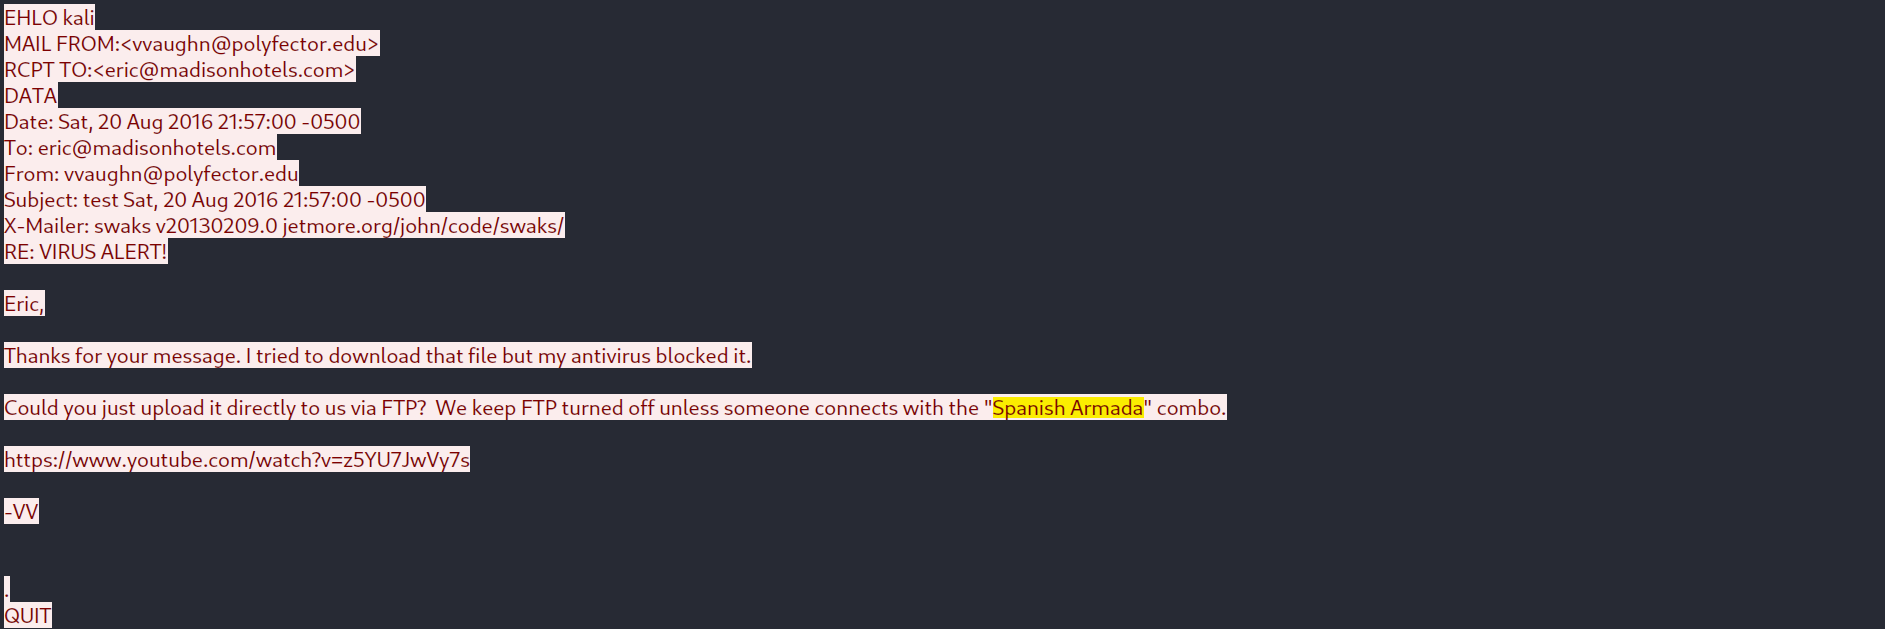 EHLO kali
MAIL FROM:<vvaughn@polyfector.edu>
RCPT TO:<eric@madisonhotels.com>
DATA
Date: Sat, 20 Aug 2016 21:57:00 -0500
To: eric@madisonhotels.com
From: vvaughn@polyfector.edu
Subject: test Sat, 20 Aug 2016 21:57:00 -0500
X-Mailer: swaks v20130209.0 jetmore.org/john/code/swaks/
RE: VIRUS ALERT!
Eric,
Thanks for your message. I tried to download that file but my antivirus blocked it.
Could you just upload it directly to us via FTP?  We keep FTP turned off unless someone connects with the "Spanish Armada" combo.
https://www.youtube.com/watch?v=z5YU7JwVy7s
-VV
.
QUIT